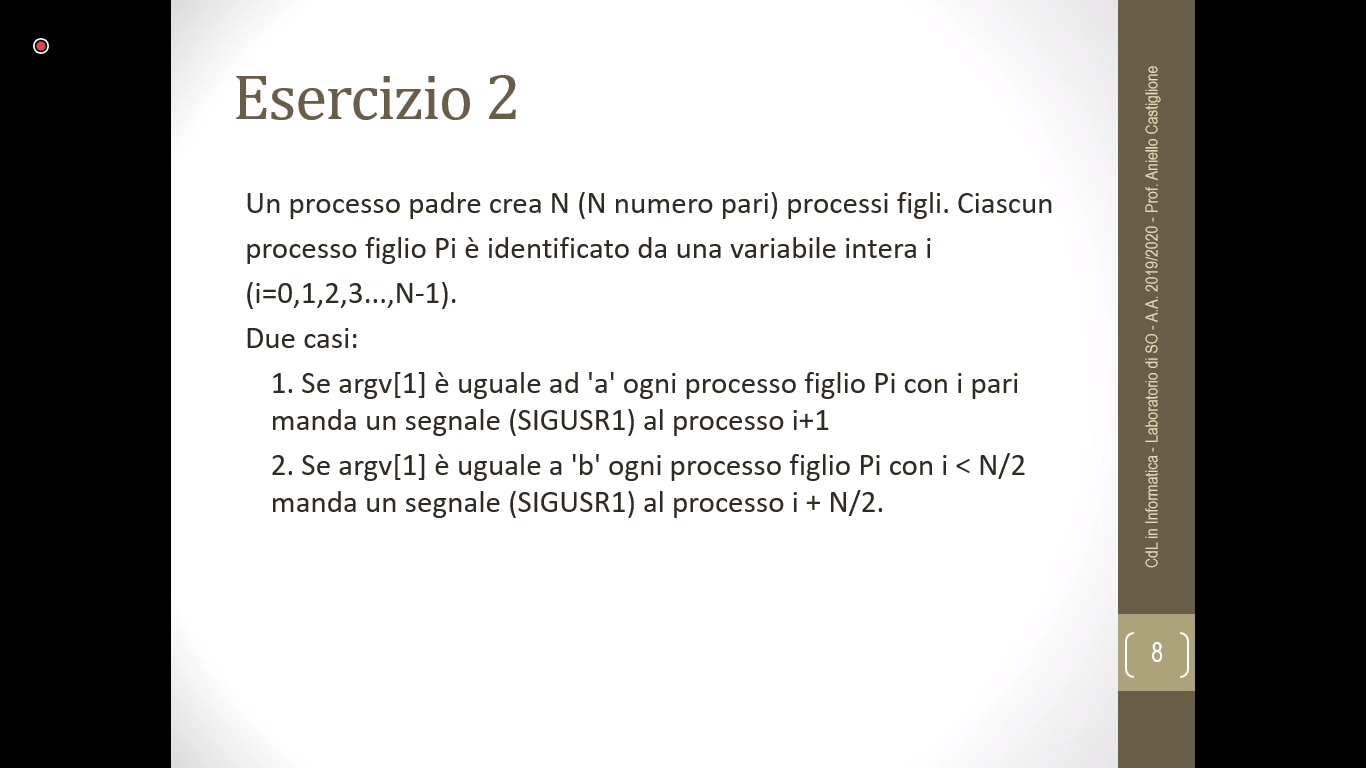 Esercizio 2
Un processo padre crea N (N numero pari) processi figli. Ciascun
processo figlio Pi è identificato da una variabile intera i
(i=0,1,2,3...,N-1).
Due casi:
1. Se argv[1] è uguale ad 'a' ogni processo figlio Pi con i pari
manda un segnale (SIGUSR1) al processo i+1
2. Se argv[1] è uguale a 'b' ogni processo figlio Pi con i < N/2
manda un segnale (SIGUSR1) al processo i + N/2.
CdL in Informatica - Laboratorio di SO - A.A. 2019/2020 - Prof. Aniello Castiglione
8